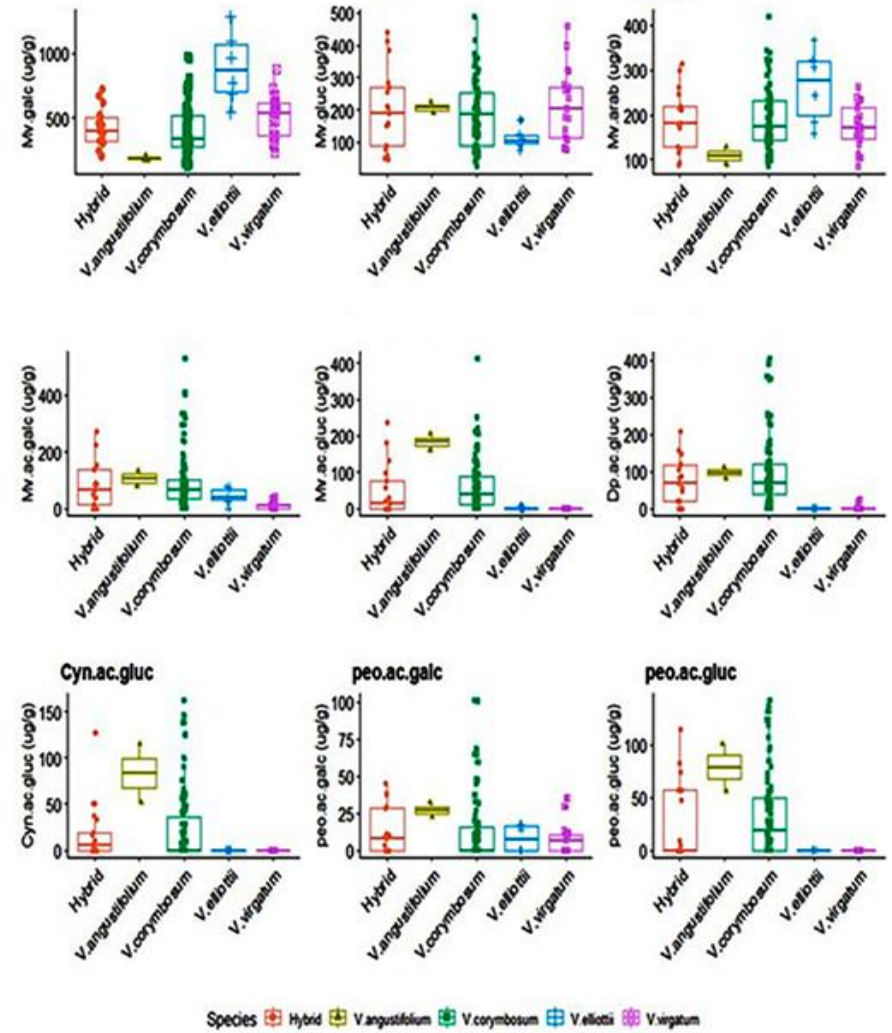 Mv.galc (ug/g)
1000
500
Hybrid
V.angustifolium
V.corymbosum
V.elliottii
V.virgatum
Mv.gluc (ug/g)
500
400
300
200
100
Hybrid
V.angustifolium
V.corymbosum
V.elliottii
V.virgatum
Mv.arab (ug/g)
400
300
200
100
Hybrid
V.angustifolium
V.corymbosum
V.elliottii
V.virgatum
Mv.ac.galc (ug/g)
400
200
0
Hybrid
V.angustifolium
V.corymbosum
V.elliottii
V.virgatum
Mv.ac.gluc (ug/g)
400
300
200
100
0
Hybrid
V.angustifolium
V.corymbosum
V.elliottii
V.virgatum
Dp.ac.gluc (ug/g)
400
300
200
100
0
Hybrid
V.angustifolium
V.corymbosum
V.elliottii
V.virgatum
Cyn.ac.gluc
Cyn.ac.gluc (ug/g)
150
100
50
0
Hybrid
V.angustifolium
V.corymbosum
V.elliottii
V.virgatum
peo.ac.galc
peo.ac.galc (ug/g)
100
75
50
25
0
Hybrid
V.angustifolium
V.corymbosum
V.elliottii
V.virgatum
peo.ac.gluc
peo.ac.gluc (ug/g)
100
50
0
Hybrid
V.angustifolium
V.corymbosum
V.elliottii
V.virgatum
Species Hybrid V.angustifolium V.corymbosum V.elliottii V.virgatum